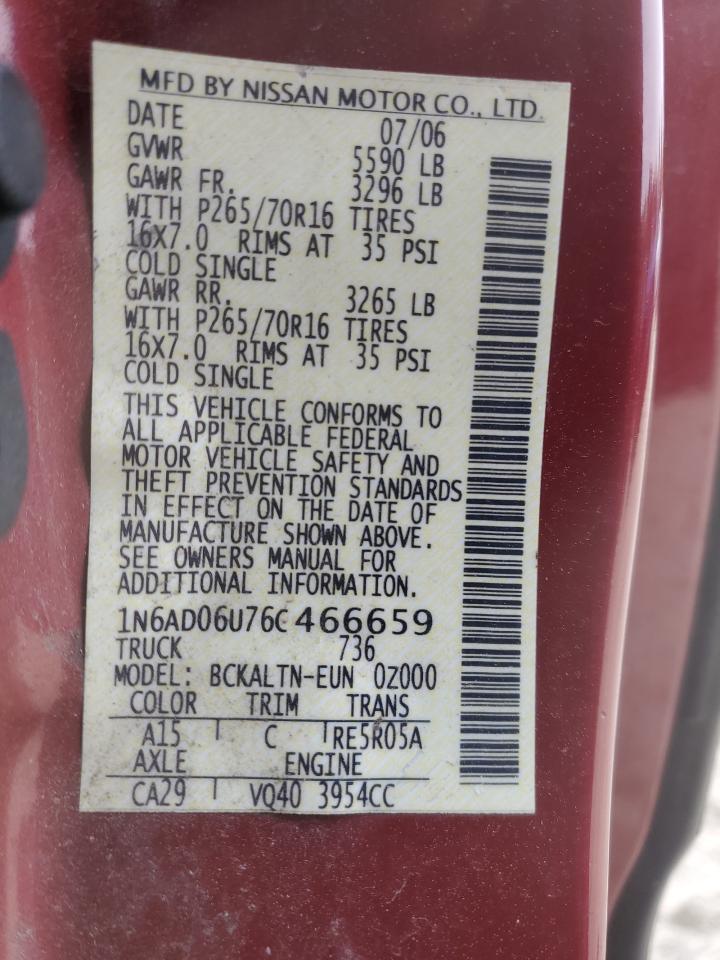 MFD BY NISSAN MOTOR CO., LTD.
DATE 07/06
GVWR 5590 LB
GAWR FR. 3296 LB
WITH P265/70R16 TIRES
16X7.0 RIMS AT 35 PSI
COLD SINGLE
GAWR RR. 3265 LB
WITH P265/70R16 TIRES
16X7.0 RIMS AT 35 PSI
COLD SINGLE
THIS VEHICLE CONFORMS TO
ALL APPLICABLE FEDERAL
MOTOR VEHICLE SAFETY AND
THEFT PREVENTION STANDARDS
IN EFFECT ON THE DATE OF
MANUFACTURE SHOWN ABOVE.
SEE OWNERS MANUAL FOR
ADDITIONAL INFORMATION.
1N6AD06U76C466659
TRUCK 736
MODEL: BCKALTN-EUN 0Z000
COLOR TRIM TRANS
A15 C RE5R05A
AXLE ENGINE
CA29 VQ40 3954CC